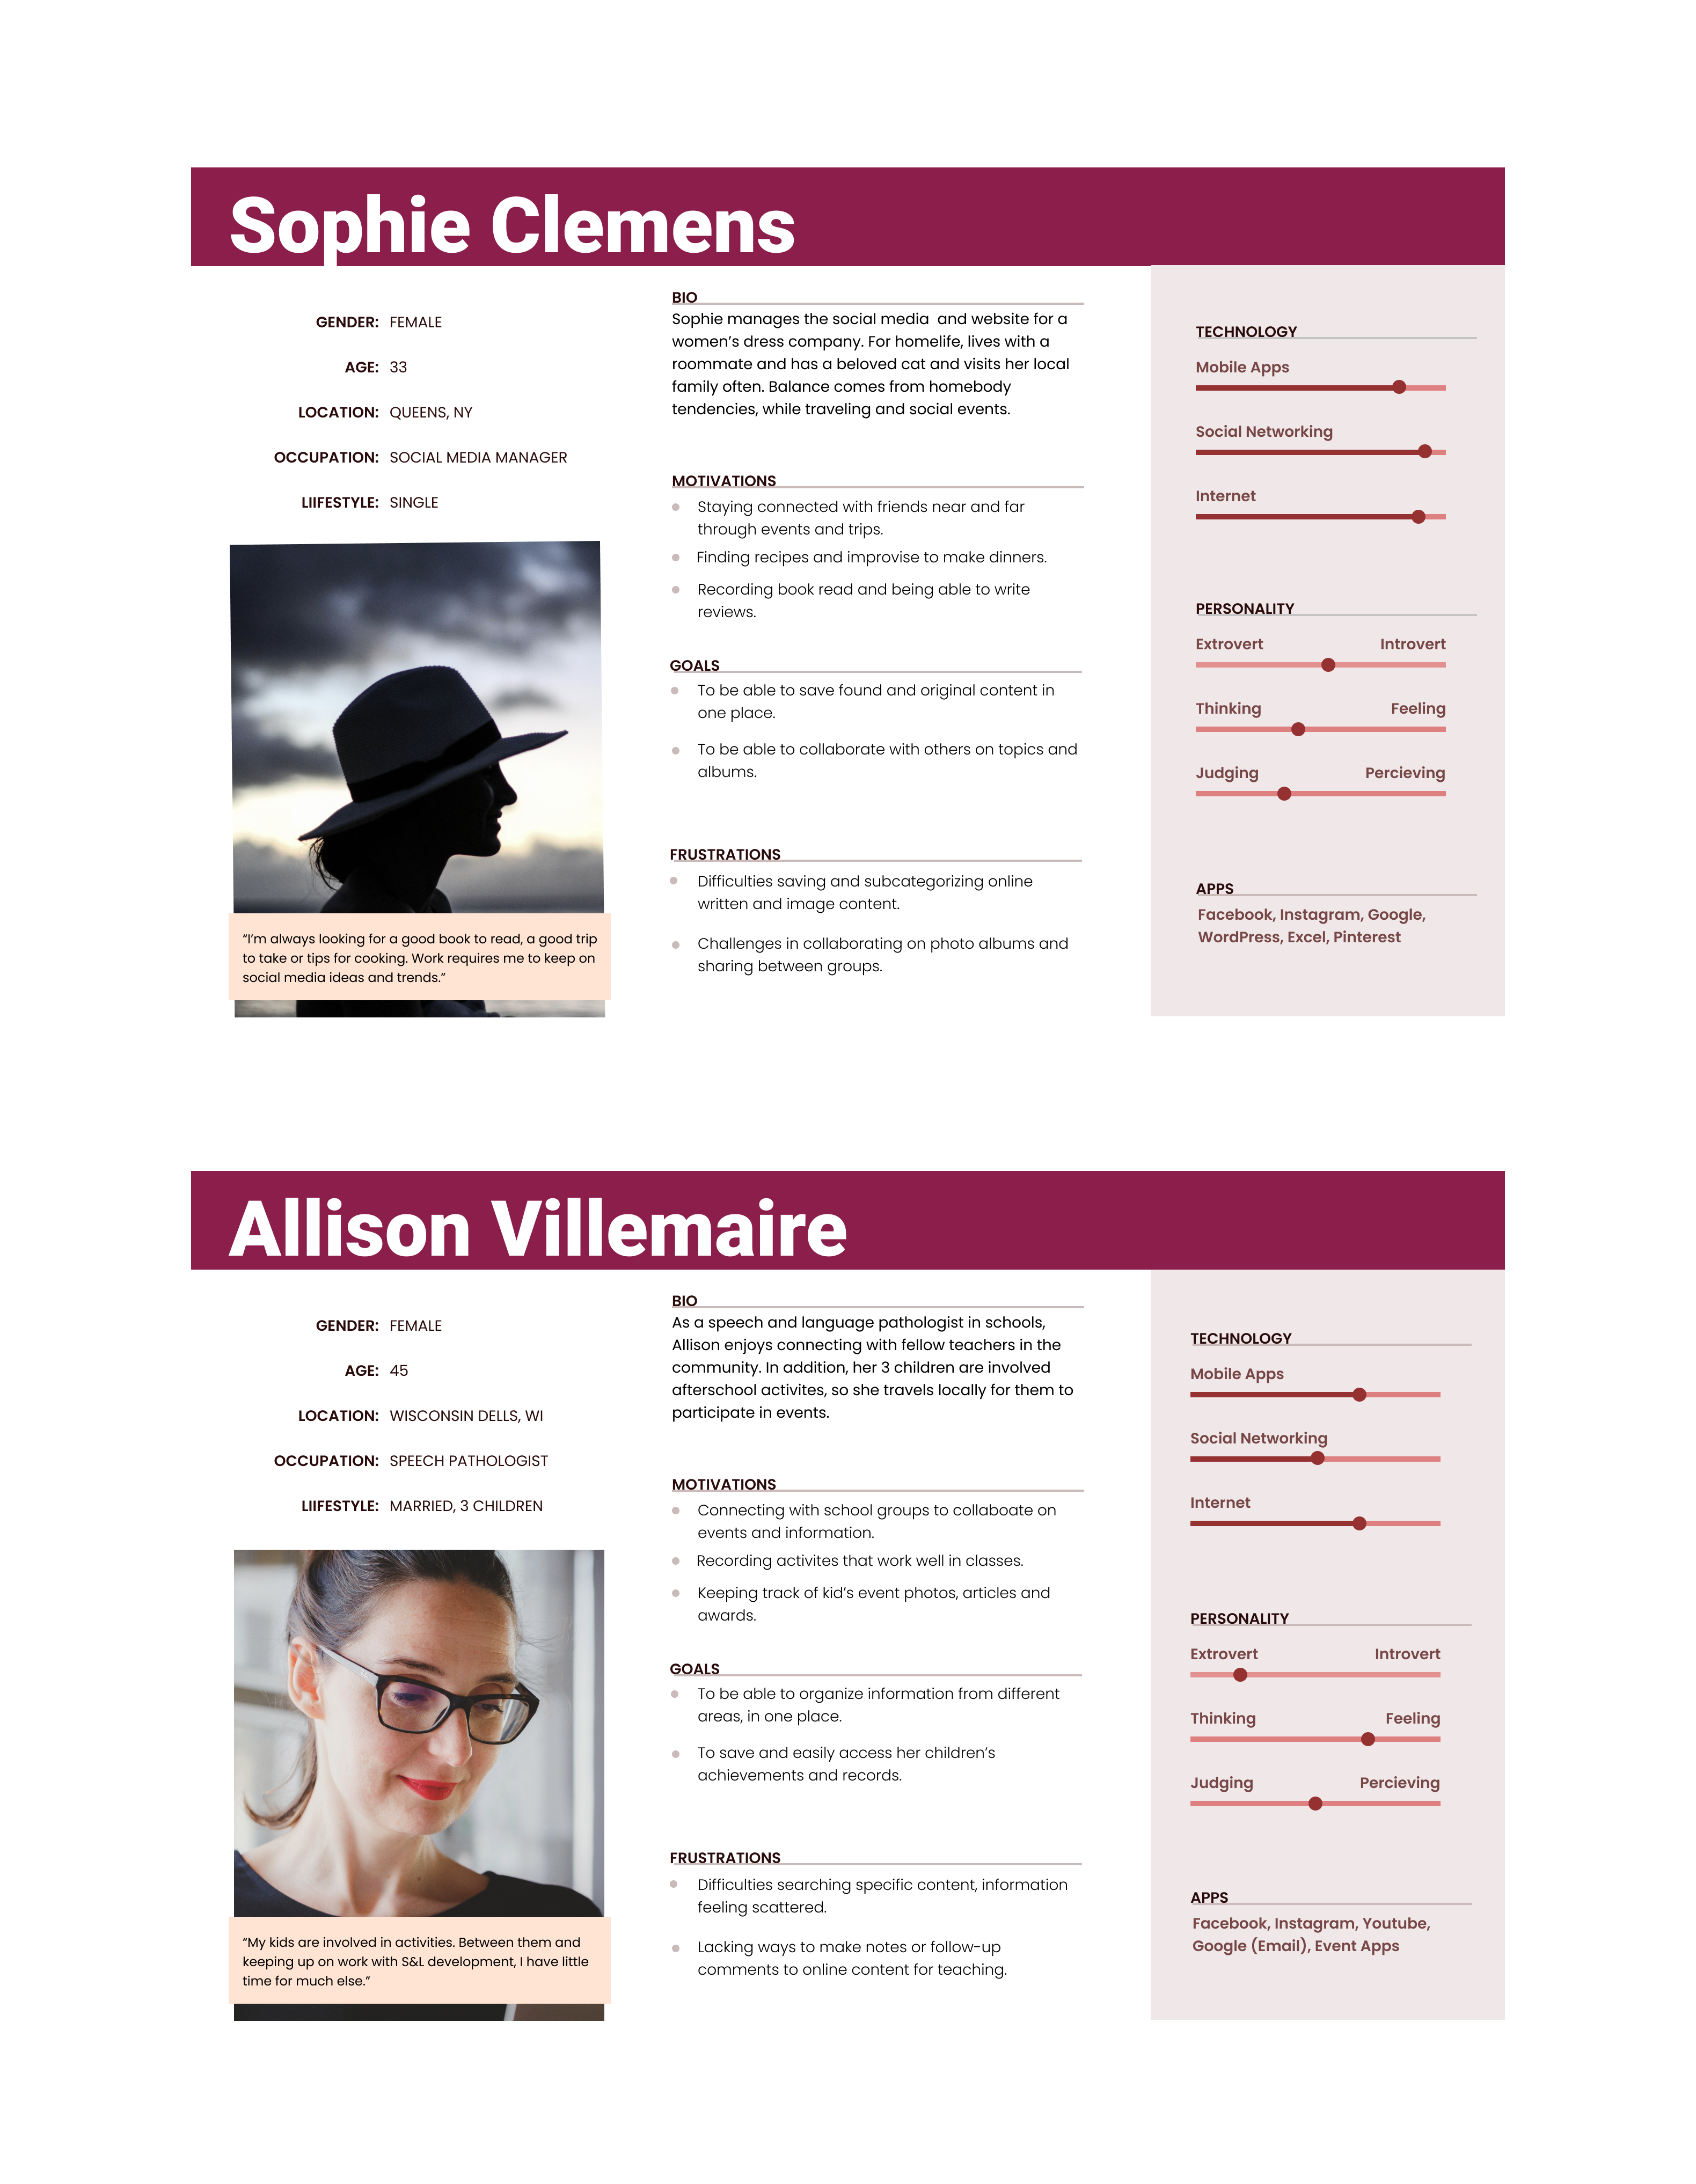 Sophie Clemens
GENDER: FEMALE
AGE: 33
LOCATION: QUEENS, NY
OCCUPATION: SOCIAL MEDIA MANAGER
LIIFESTYLE: SINGLE
“I’m always looking for a good book to read, a good trip
to take or tips for cooking. Work requires me to keep on
social media ideas and trends.”
BIO
Sophie manages the social media  and website for a
women’s dress company. For homelife, lives with a
roommate and has a beloved cat and visits her local
family often. Balance comes from homebody
tendencies, while traveling and social events.
MOTIVATIONS
Staying connected with friends near and far
through events and trips.
Finding recipes and improvise to make dinners.
Recording book read and being able to write
reviews.
GOALS
To be able to save found and original content in
one place.
To be able to collaborate with others on topics and
albums.
FRUSTRATIONS
Difficulties saving and subcategorizing online
written and image content.
Challenges in collaborating on photo albums and
sharing between groups.
TECHNOLOGY
Mobile Apps
Social Networking
Internet
PERSONALITY
Extrovert Introvert
Thinking Feeling
Judging Percieving
APPS
Facebook, Instagram, Google,
WordPress, Excel, Pinterest
Allison Villemaire
GENDER: FEMALE
AGE: 45
LOCATION: WISCONSIN DELLS, WI
OCCUPATION: SPEECH PATHOLOGIST
LIIFESTYLE: MARRIED, 3 CHILDREN
“My kids are involved in activities. Between them and
keeping up on work with S&L development, I have little
time for much else.”
BIO
As a speech and language pathologist in schools,
Allison enjoys connecting with fellow teachers in the
community. In addition, her 3 children are involved
afterschool activites, so she travels locally for them to
participate in events.
MOTIVATIONS
Connecting with school groups to collaboate on
events and information.
Recording activites that work well in classes.
Keeping track of kid’s event photos, articles and
awards.
GOALS
To be able to organize information from different
areas, in one place.
To save and easily access her children’s
achievements and records.
FRUSTRATIONS
Difficulties searching specific content, information
feeling scattered.
Lacking ways to make notes or follow-up
comments to online content for teaching.
TECHNOLOGY
Mobile Apps
Social Networking
Internet
PERSONALITY
Extrovert Introvert
Thinking Feeling
Judging Percieving
APPS
Facebook, Instagram, Youtube,
Google (Email), Event Apps